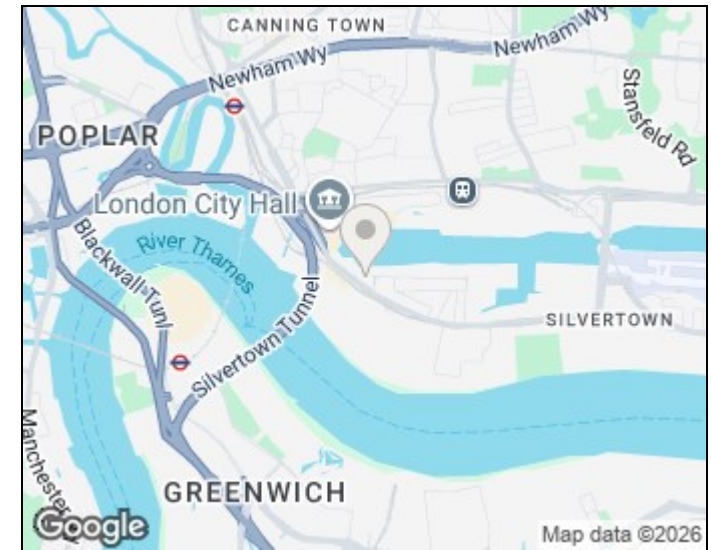 CANNING TOWN
Newham Wy
Newham Wy
Stansfeld Rd
POPLAR
London City Hall
Blackwall Tunl
River Thames
Silvertown Tunnel
SILVERTOWN
Manchester
GREENWICH
Google
Map data ©2026